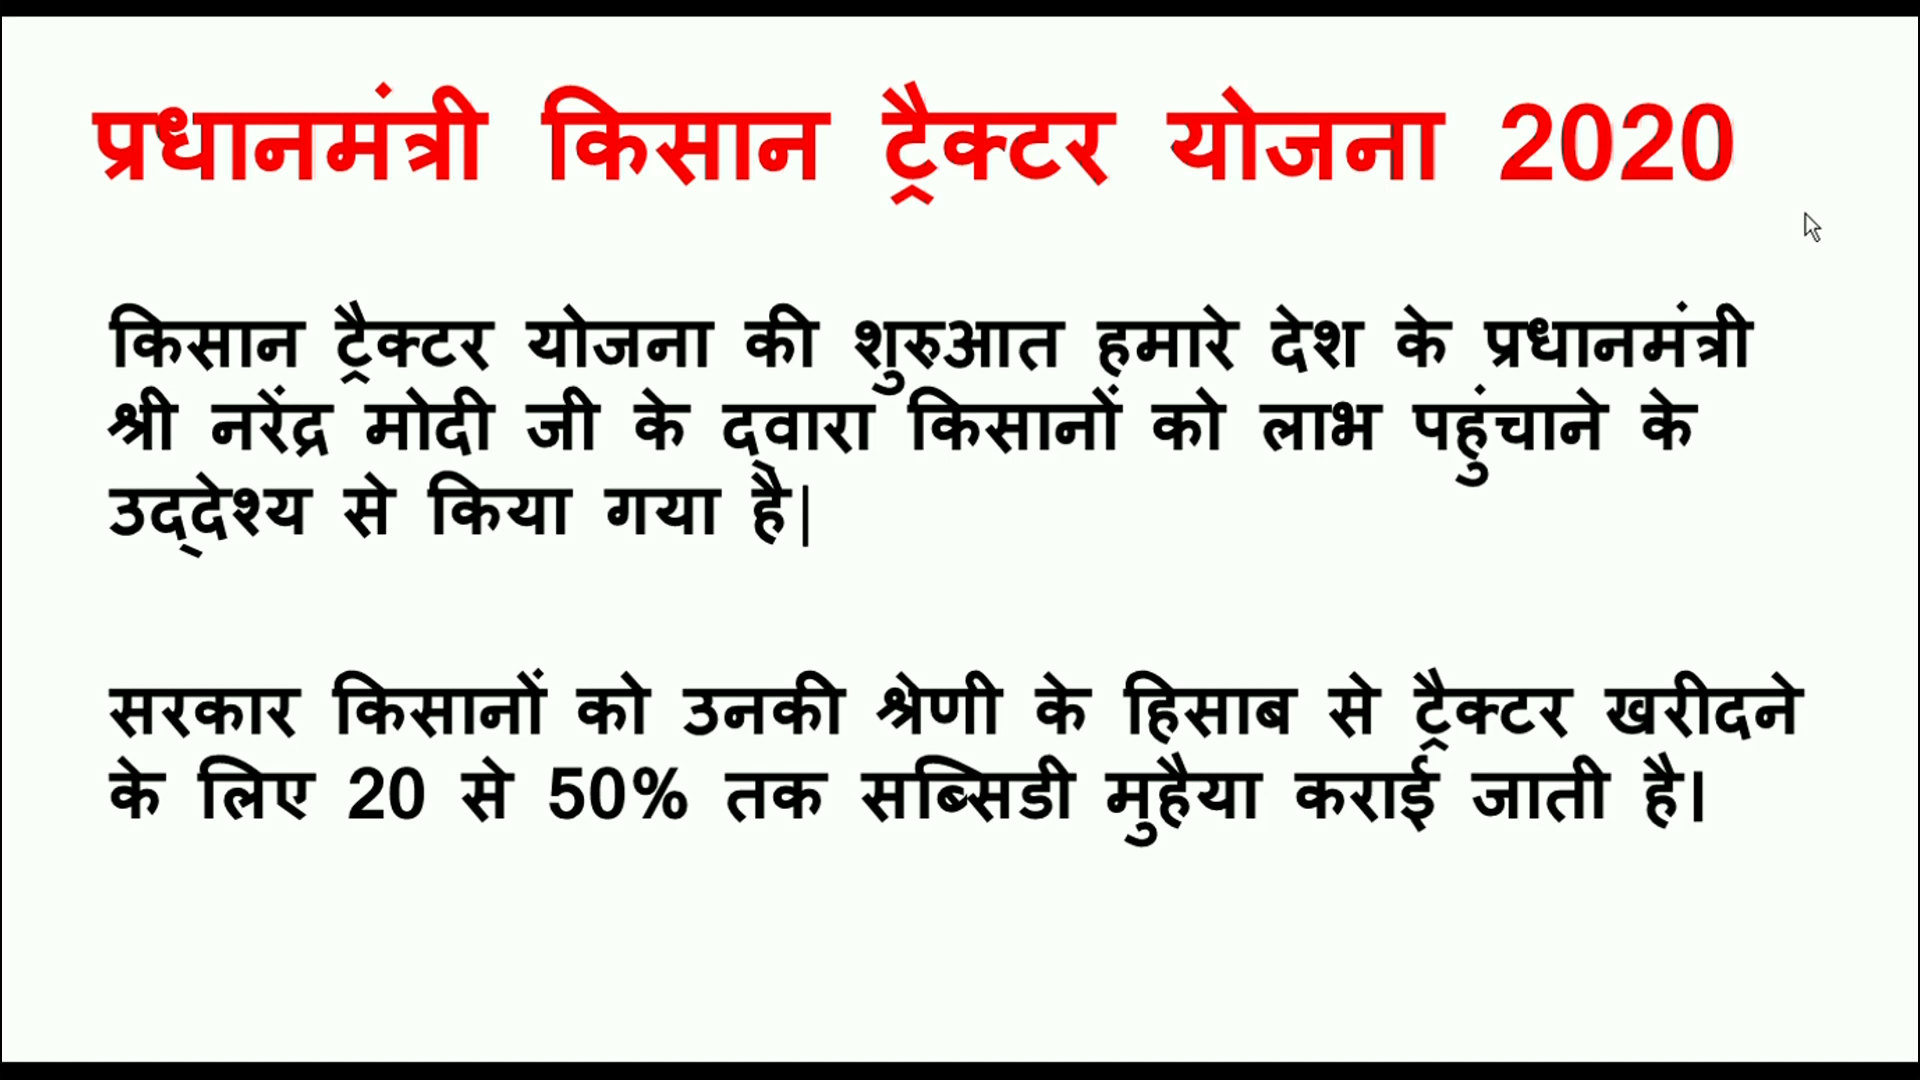 प्रधानमंत्री किसान ट्रैक्टर योजना 2020
किसान ट्रैक्टर योजना की शुरुआत हमारे देश के प्रधानमंत्री
श्री नरेंद्र मोदी जी के द्वारा किसानों को लाभ पहुंचाने के
उद्देश्य से किया गया है|
सरकार किसानों को उनकी श्रेणी के हिसाब से ट्रैक्टर खरीदने
के लिए 20 से 50% तक सब्सिडी मुहैया कराई जाती है।